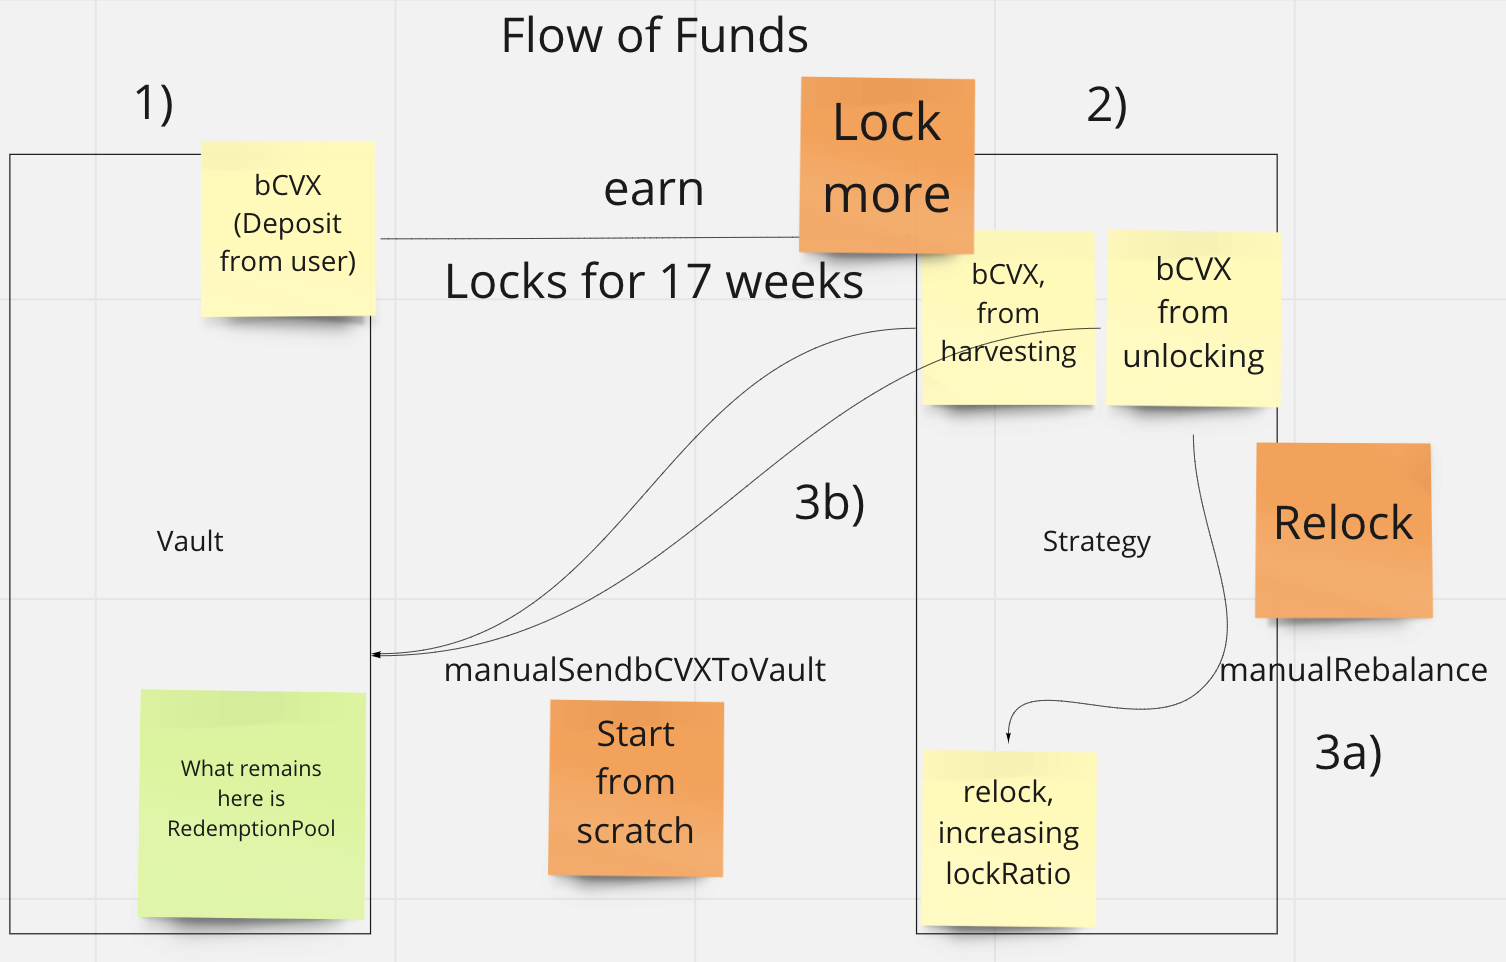 Flow of Funds
1)
2)
bCVX
(Deposit
from user)
earn
Lock
more
Locks for 17 weeks
bCVX,
from
harvesting
bCVX
from
unlocking
3b)
Relock
Vault
Strategy
manualSendbCVXToVault
manualRebalance
What remains
here is
RedemptionPool
Start
from
scratch
3a)
relock,
increasing
lockRatio